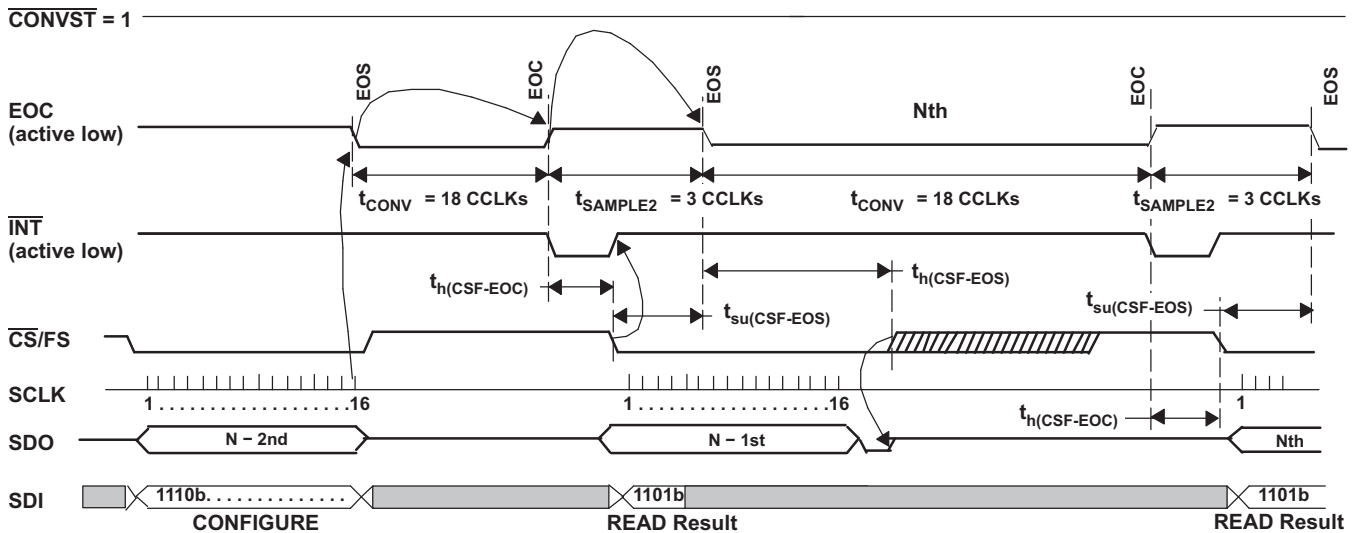 CONVST = 1
EOS
EOC
EOS
EOC
EOS
EOC
(active low)
Nth
tCONV = 18 CCLKs
tSAMPLE2 = 3 CCLKs
tCONV = 18 CCLKs
tSAMPLE2 = 3 CCLKs
INT
(active low)
th(CSF-EOC)
th(CSF-EOS)
tsu(CSF-EOS)
tsu(CSF-EOS)
CS/FS
SCLK
1 . . . . . . . . . . . . . . . . . . . .16
1 . . . . . . . . . . . . . . . . . . . .16
1
th(CSF-EOC)
SDO
N − 2nd
N − 1st
Nth
SDI
1110b. . . . . . . . . . . . . .
1101b
1101b
CONFIGURE
READ Result
READ Result